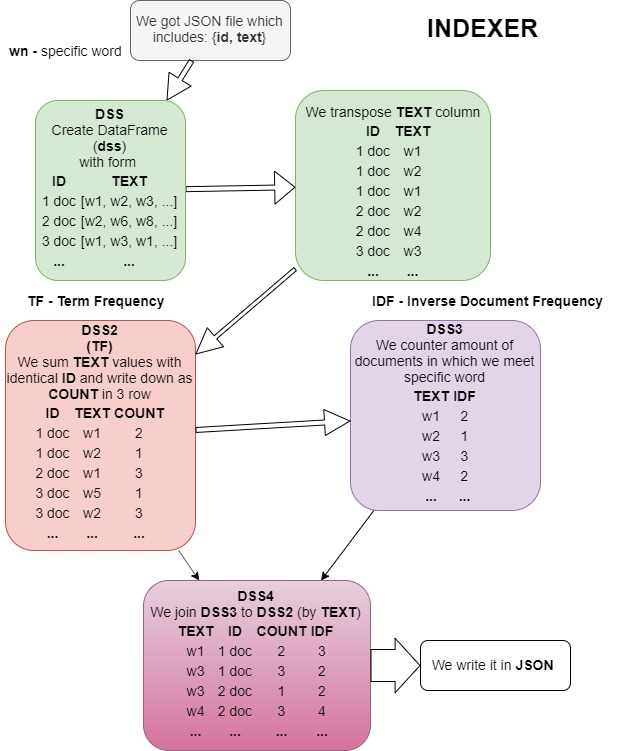 We got JSON file which
includes: {id, text}
INDEXER
wn - specific word
DSS
Create DataFrame
(dss)
with form
ID TEXT
1 doc [w1, w2, w3, ...]
2 doc [w2, w6, w8, ...]
3 doc [w1, w3, w1, ...]
... ...
We transpose TEXT column
ID TEXT
1 doc w1
1 doc w2
1 doc w1
2 doc w2
2 doc w4
3 doc w3
... ...
TF - Term Frequency
IDF - Inverse Document Frequency
DSS2
(TF)
We sum TEXT values with
identical ID and write down as
COUNT in 3 row
ID TEXT COUNT
1 doc w1 2
1 doc w2 1
2 doc w1 3
3 doc w5 1
3 doc w2 3
... ... ...
DSS3
We counter amount of
documents in which we meet
specific word
TEXT IDF
w1 2
w2 1
w3 3
w4 2
... ...
DSS4
We join DSS3 to DSS2 (by TEXT)
TEXT ID COUNT IDF
w1 1 doc 2 3
w3 1 doc 3 2
w3 2 doc 1 2
w4 2 doc 3 4
... ... ... ...
We write it in JSON